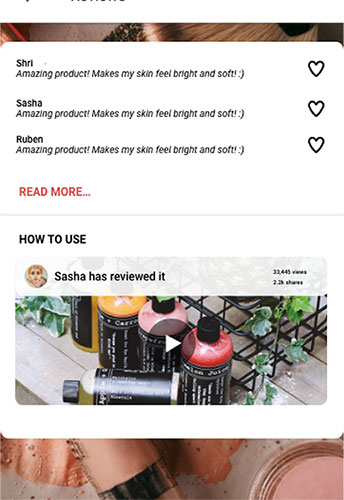 Shri
Amazing product! Makes my skin feel bright and soft! :)
Sasha
Amazing product! Makes my skin feel bright and soft! :)
Ruben
Amazing product! Makes my skin feel bright and soft! :)
READ MORE...
HOW TO USE
Sasha has reviewed it
33,445 views
2.2k shares